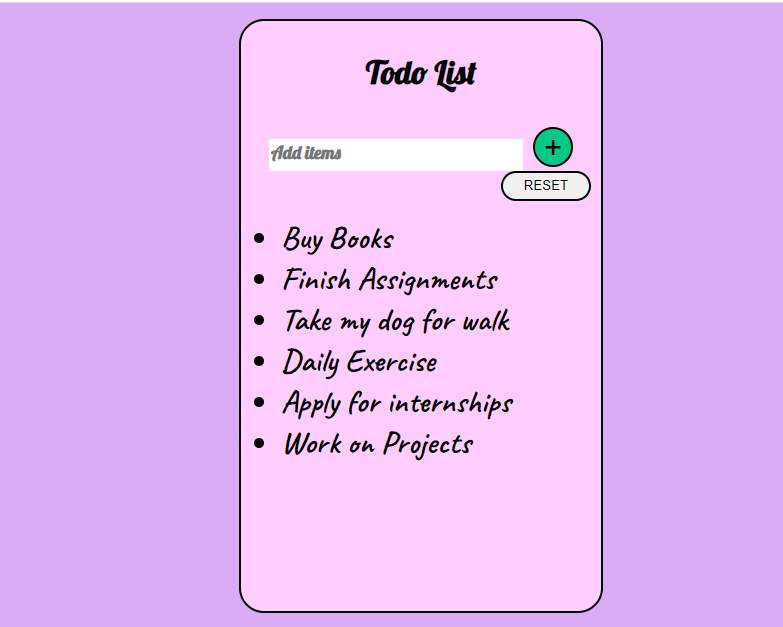 Todo List
Add items
+
RESET
Buy Books
Finish Assignments
Take my dog for walk
Daily Exercise
Apply for internships
Work on Projects